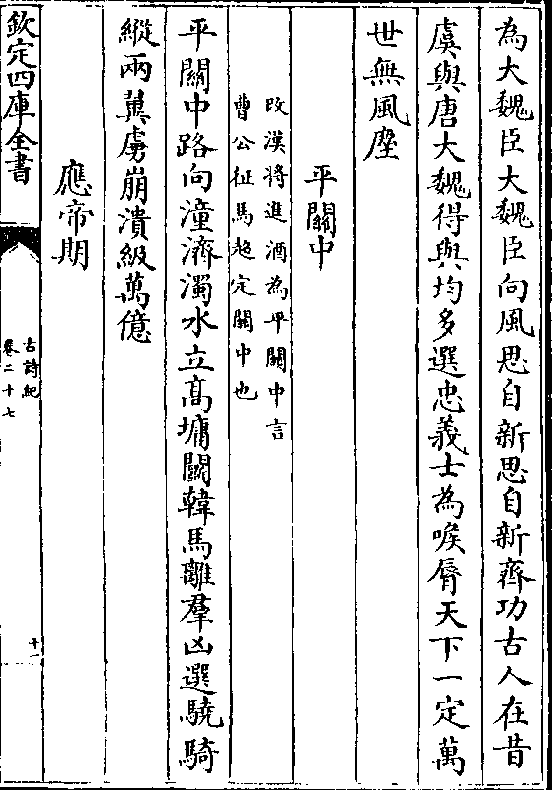 為大魏臣大魏臣向風思自新思自新齊功古人在昔
虞與唐大魏得與均多選忠義士為喉脣天下一定萬
世無風塵
平關中
改漢將進酒為平關中言
曹公征馬超定關中也
平關中路向潼濟濁水立高墉鬬韓馬離羣凶選驍騎
縱兩翼虜崩潰級萬億
應帝期
欽定四庫全書
古詩紀
卷二十七
十一